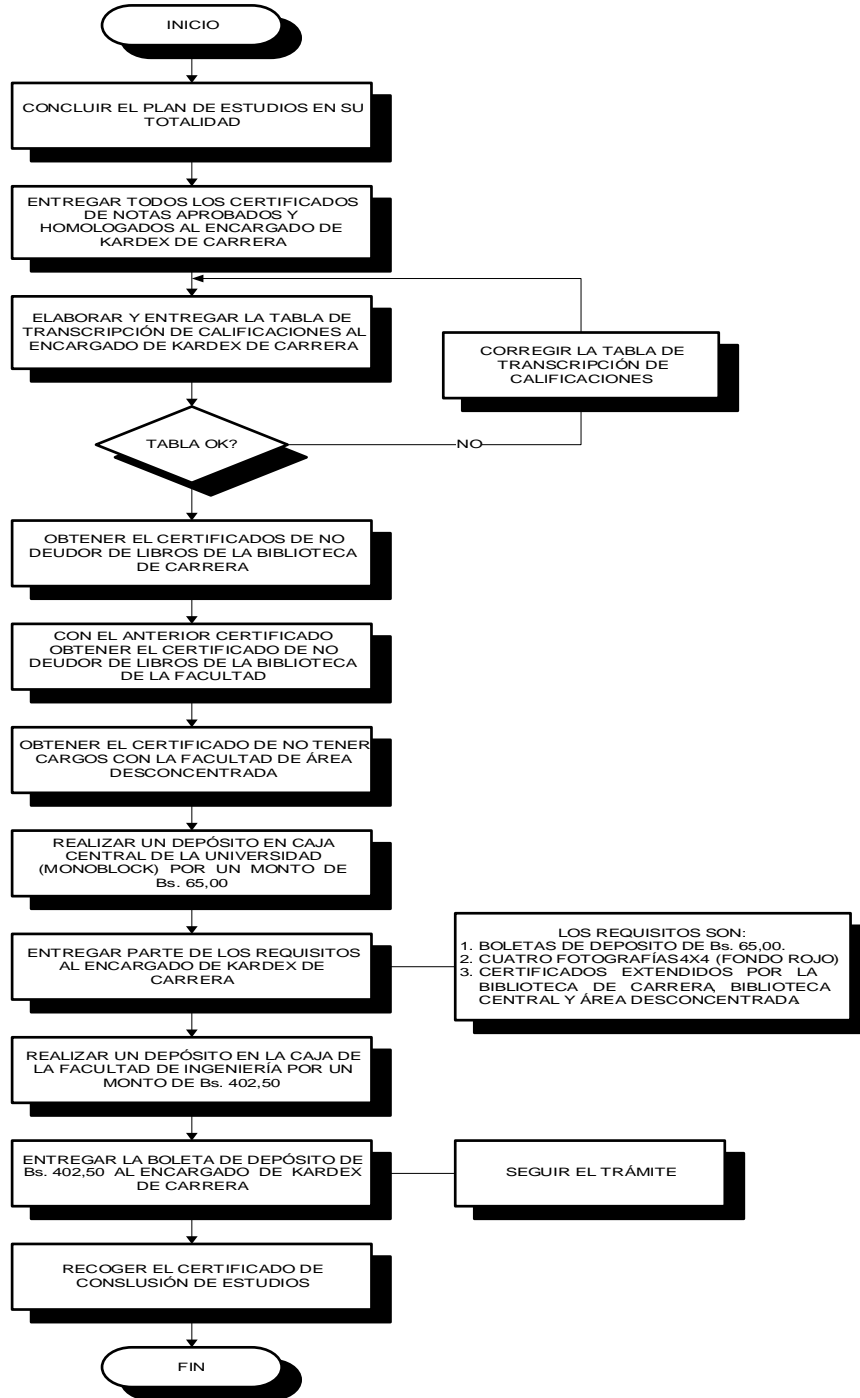 INICIO
CONCLUIR EL PLAN DE ESTUDIOS EN SU
TOTALIDAD
ENTREGAR TODOS LOS CERTIFICADOS
DE NOTAS APROBADOS Y
HOMOLOGADOS AL ENCARGADO DE
KARDEX DE CARRERA
ELABORAR Y ENTREGAR LA TABLA DE
TRANSCRIPCIÓN DE CALIFICACIONES AL
ENCARGADO DE KARDEX DE CARRERA
CORREGIR LA TABLA DE
TRANSCRIPCIÓN DE
CALIFICACIONES
TABLA OK?
NO
OBTENER EL CERTIFICADOS DE NO
DEUDOR DE LIBROS DE LA BIBLIOTECA
DE CARRERA
CON EL ANTERIOR CERTIFICADO
OBTENER EL CERTIFICADO DE NO
DEUDOR DE LIBROS DE LA BIBLIOTECA
DE LA FACULTAD
OBTENER EL CERTIFICADO DE NO TENER
CARGOS CON LA FACULTAD DE ÁREA
DESCONCENTRADA
REALIZAR UN DEPÓSITO EN CAJA
CENTRAL DE LA UNIVERSIDAD
(MONOBLOCK) POR UN MONTO DE
Bs. 65,00
ENTREGAR PARTE DE LOS REQUISITOS
AL ENCARGADO DE KARDEX DE
CARRERA
LOS REQUISITOS SON:
1. BOLETAS DE DEPOSITO DE Bs. 65,00.
2. CUATRO FOTOGRAFÍAS 4X4 (FONDO ROJO)
3. CERTIFICADOS EXTENDIDOS POR LA
BIBLIOTECA DE CARRERA, BIBLIOTECA
CENTRAL Y ÁREA DESCONCENTRADA
REALIZAR UN DEPÓSITO EN LA CAJA DE
LA FACULTAD DE INGENIERÍA POR UN
MONTO DE Bs. 402,50
ENTREGAR LA BOLETA DE DEPÓSITO DE
Bs. 402,50 AL ENCARGADO DE KARDEX
DE CARRERA
SEGUIR EL TRÁMITE
RECOGER EL CERTIFICADO DE
CONSLUSIÓN DE ESTUDIOS
FIN